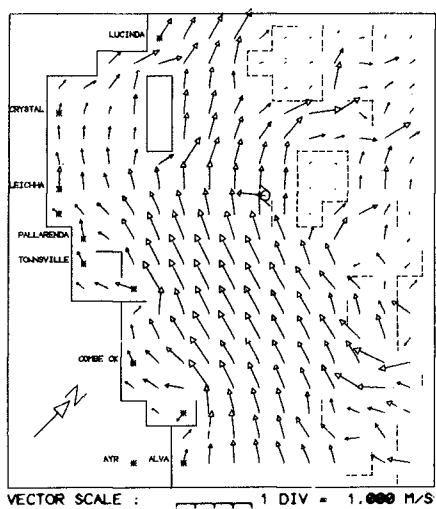 LUCINDA
CRYSTAL
LEICHHA
PALLARENDA
TOWNSVILLE
COMBE CK
N
AYR ALVA
VECTOR SCALE : 1 DIV = 1.000 M/S